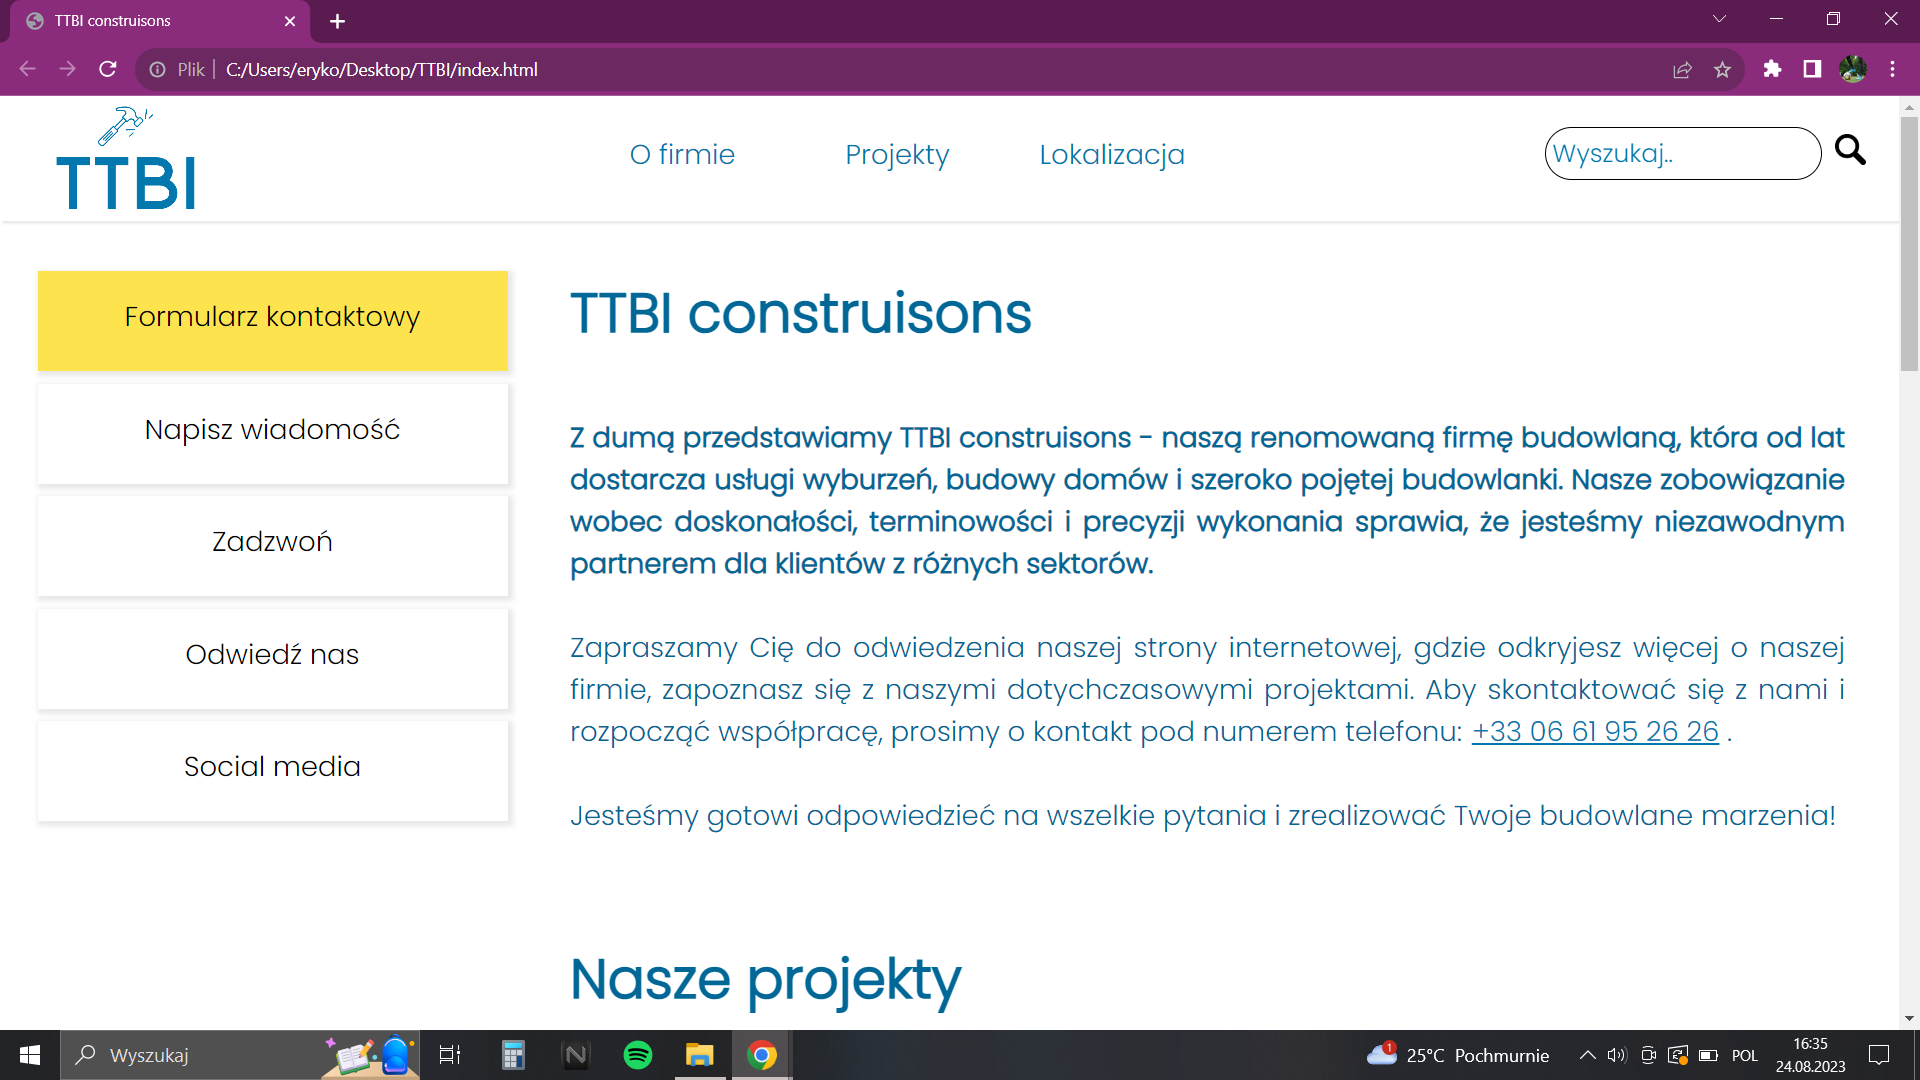 TTBI construisons
Plik
C:/Users/eryko/Desktop/TTBI/index.html
TTBI
O firmie
Projekty
Lokalizacja
Wyszukaj..
Formularz kontaktowy
Napisz wiadomość
Zadzwoń
Odwiedź nas
Social media
TTBI construisons
Z dumą przedstawiamy TTBI construisons - naszą renomowaną firmę budowlaną, która od lat
dostarcza usługi wyburzeń, budowy domów i szeroko pojętej budowlanki. Nasze zobowiązanie
wobec doskonałości, terminowości i precyzji wykonania sprawia, że jesteśmy niezawodnym
partnerem dla klientów z różnych sektorów.
Zapraszamy Cię do odwiedzenia naszej strony internetowej, gdzie odkryjesz więcej o naszej
firmie, zapoznasz się z naszymi dotychczasowymi projektami. Aby skontaktować się z nami i
rozpocząć współpracę, prosimy o kontakt pod numerem telefonu: +33 06 61 95 26 26 .
Jesteśmy gotowi odpowiedzieć na wszelkie pytania i zrealizować Twoje budowlane marzenia!
Nasze projekty
Wyszukaj
1
25°C Pochmurnie
POL
16:35
24.08.2023